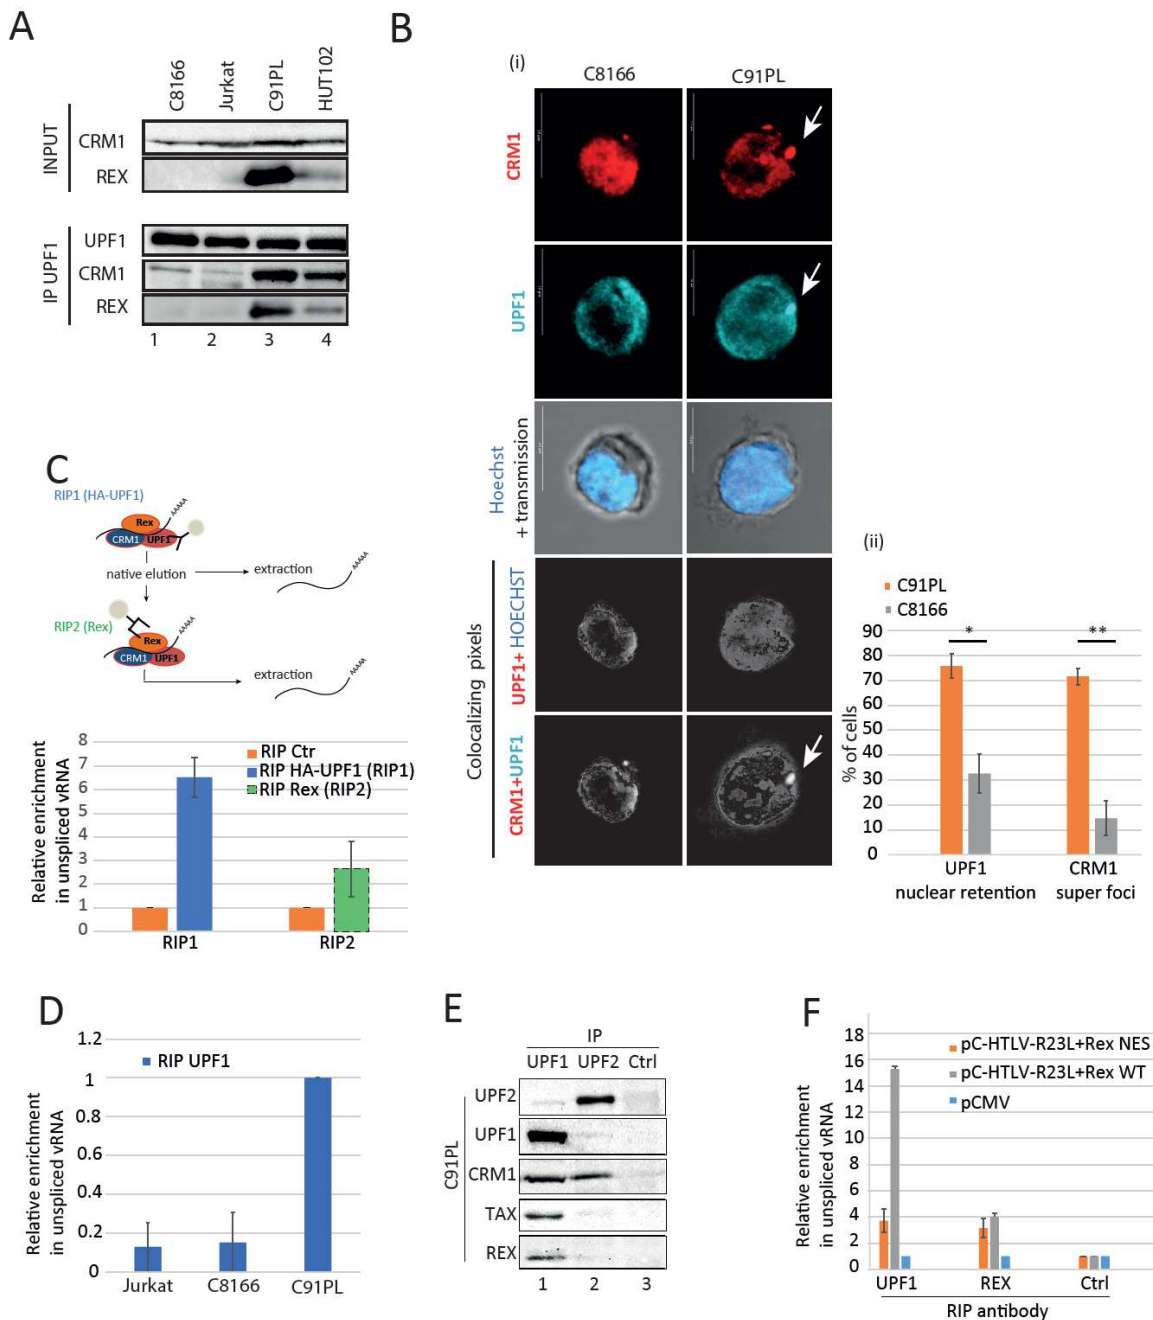 A
C8166
Jurkat
C91PL
HUT102
INPUT
CRM1
REX
IP UPF1
UPF1
CRM1
REX
1 2 3 4
B
(i)
C8166 C91PL
CRM1
UPF1
Hoechst
+ transmission
Colocalizing pixels
UPF1+ HOECHST
CRM1+UPF1
(ii)
C91PL
C8166
% of cells
90
80
70
60
50
40
30
20
10
0
* **
UPF1
nuclear retention
CRM1
super foci
C
RIP1 (HA-UPF1)
AAAAA
Rex
CRM1 UPF1
native elution
extraction
AAAAA
RIP2 (Rex)
AAAAA
Rex
CRM1 UPF1
extraction
AAAAA
Relative enrichment
in unspliced vRNA
8
7
6
5
4
3
2
1
0
RIP Ctr
RIP HA-UPF1 (RIP1)
RIP Rex (RIP2)
RIP1 RIP2
D
Relative enrichment
in unspliced vRNA
1.2
1
0.8
0.6
0.4
0.2
0
RIP UPF1
Jurkat C8166 C91PL
E
IP
UPF1 UPF2 Ctrl
C91PL
UPF2
UPF1
CRM1
TAX
REX
1 2 3
F
Relative enrichment
in unspliced vRNA
18
16
14
12
10
8
6
4
2
0
pC-HTLV-R23L+Rex NES
pC-HTLV-R23L+Rex WT
pCMV
UPF1 REX Ctrl
RIP antibody